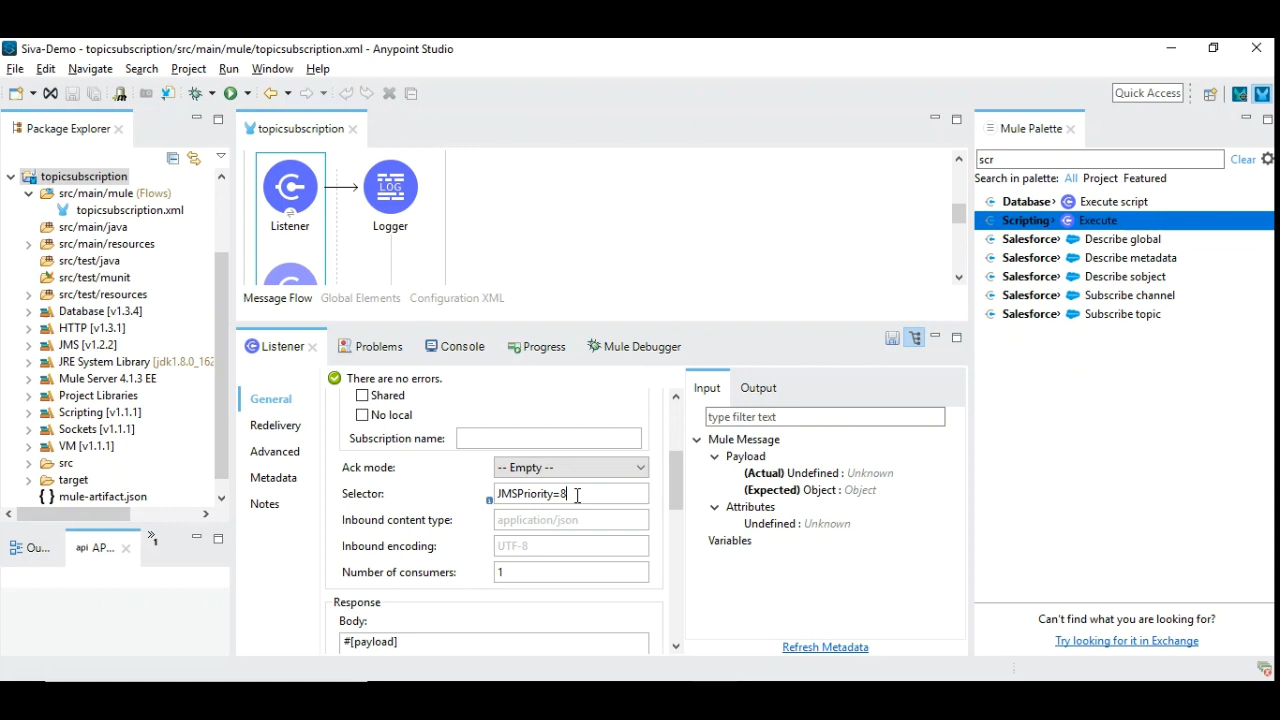 Siva-Demo - topicsubscription/src/main/mule/topicsubscription.xml - Anypoint Studio
File Edit Navigate Search Project Run Window Help
Quick Access
Package Explorer
topicsubscription
src/main/mule (Flows)
topicsubscription.xml
src/main/java
src/main/resources
src/test/java
src/test/munit
src/test/resources
Database [v1.3.4]
HTTP [v1.3.1]
JMS [v1.2.2]
JRE System Library [jdk1.8.0_162
Mule Server 4.1.3 EE
Project Libraries
Scripting [v1.1.1]
Sockets [v1.1.1]
VM [v1.1.1]
src
target
mule-artifact.json
Ou...
api AP...
1
topicsubscription
LOG
Listener Logger
Message Flow Global Elements Configuration XML
Listener Problems Console Progress Mule Debugger
There are no errors.
General
Redelivery
Advanced
Metadata
Notes
Shared
No local
Subscription name:
Ack mode: -- Empty --
Selector: JMSPriority=8
Inbound content type: application/json
Inbound encoding: UTF-8
Number of consumers: 1
Response
Body:
#[payload]
Input Output
type filter text
Mule Message
Payload
(Actual) Undefined : Unknown
(Expected) Object : Object
Attributes
Undefined : Unknown
Variables
Refresh Metadata
Mule Palette
scr
Clear
Search in palette: All Project Featured
Database› Execute script
Scripting› Execute
Salesforce› Describe global
Salesforce› Describe metadata
Salesforce› Describe sobject
Salesforce› Subscribe channel
Salesforce› Subscribe topic
Can't find what you are looking for?
Try looking for it in Exchange